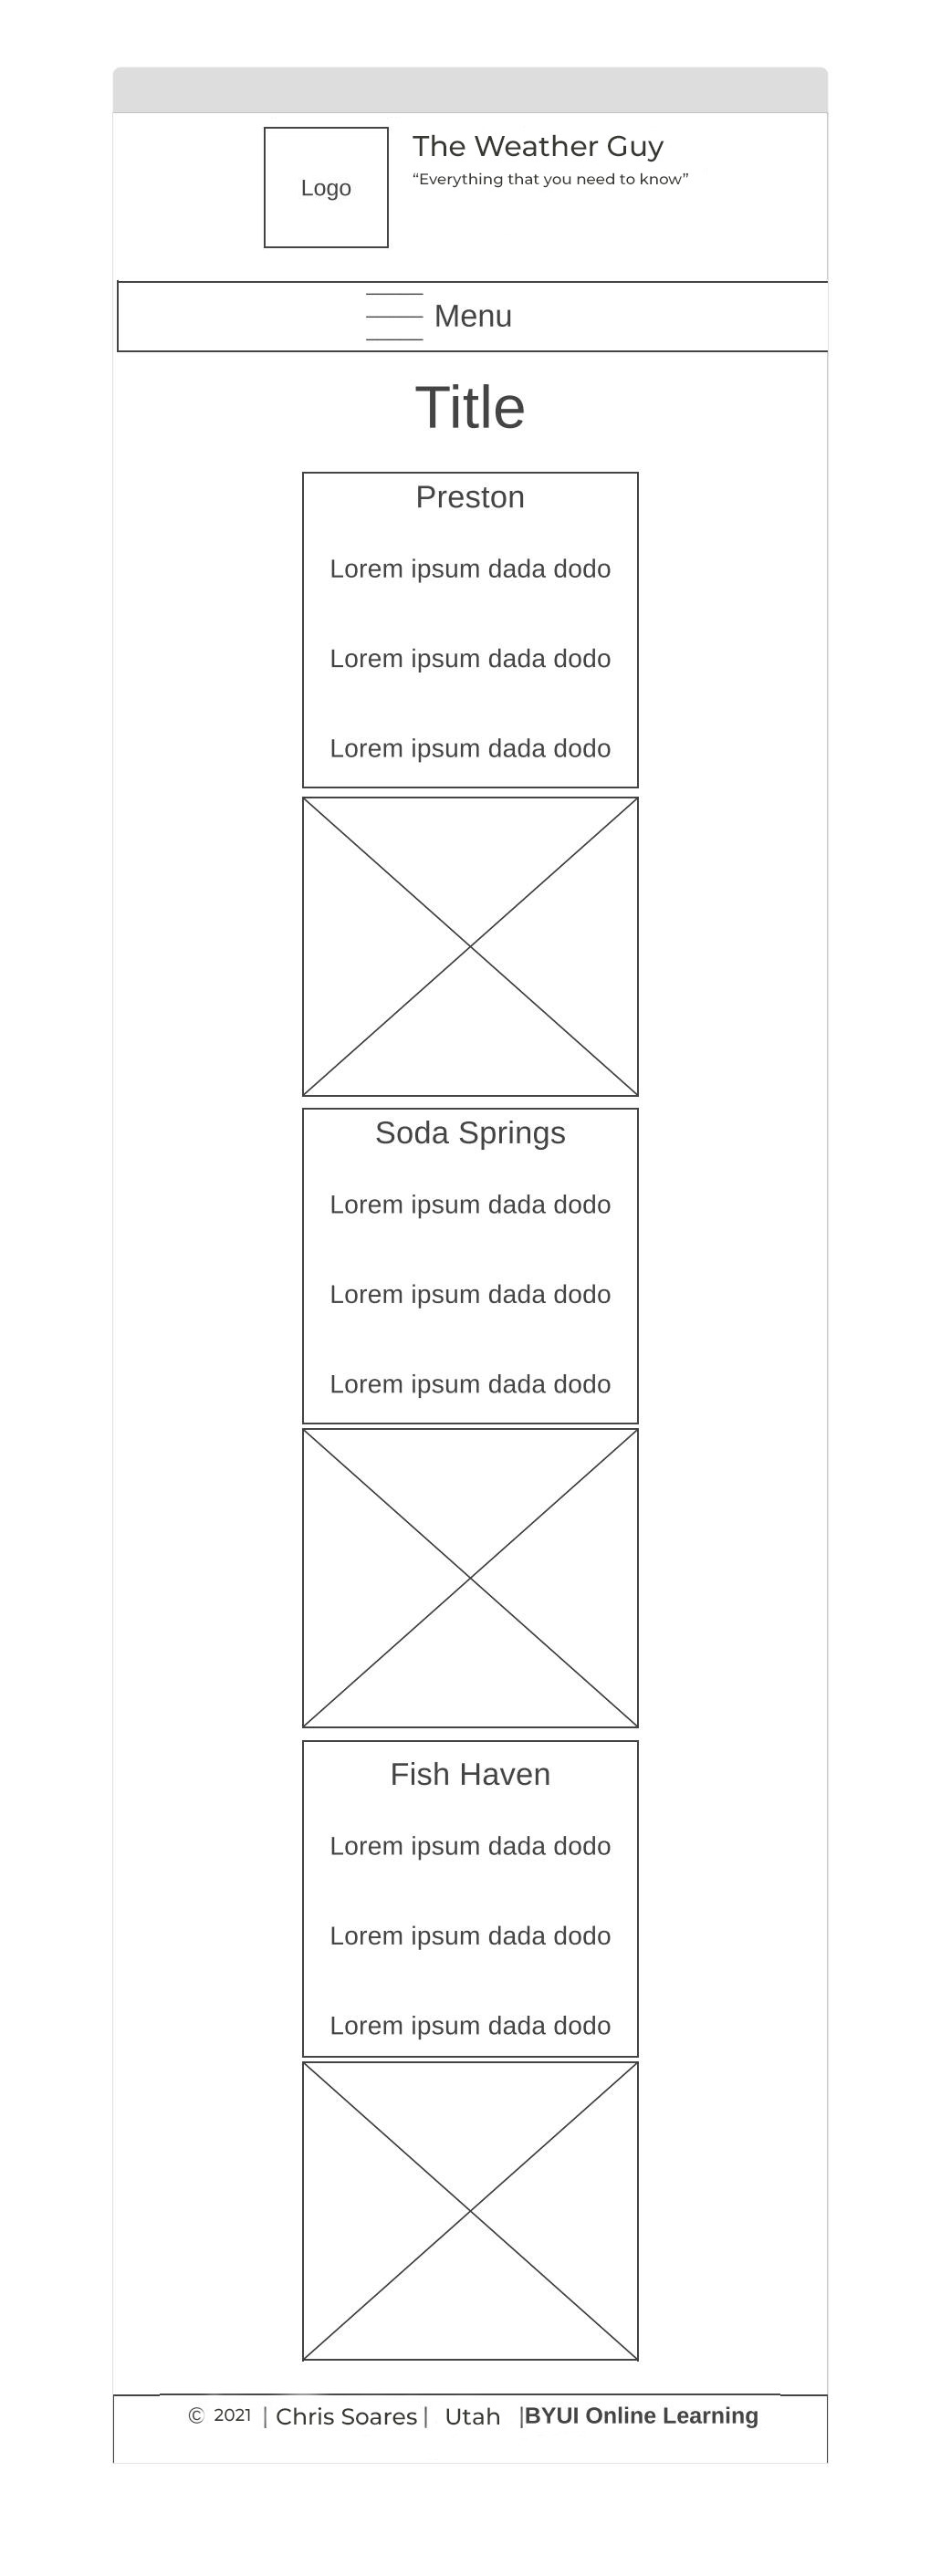 The Weather Guy
“Everything that you need to know”
Logo
Menu
Title
Preston
Lorem ipsum dada dodo
Lorem ipsum dada dodo
Lorem ipsum dada dodo
Soda Springs
Lorem ipsum dada dodo
Lorem ipsum dada dodo
Lorem ipsum dada dodo
Fish Haven
Lorem ipsum dada dodo
Lorem ipsum dada dodo
Lorem ipsum dada dodo
© 2021 | Chris Soares | Utah |BYUI Online Learning